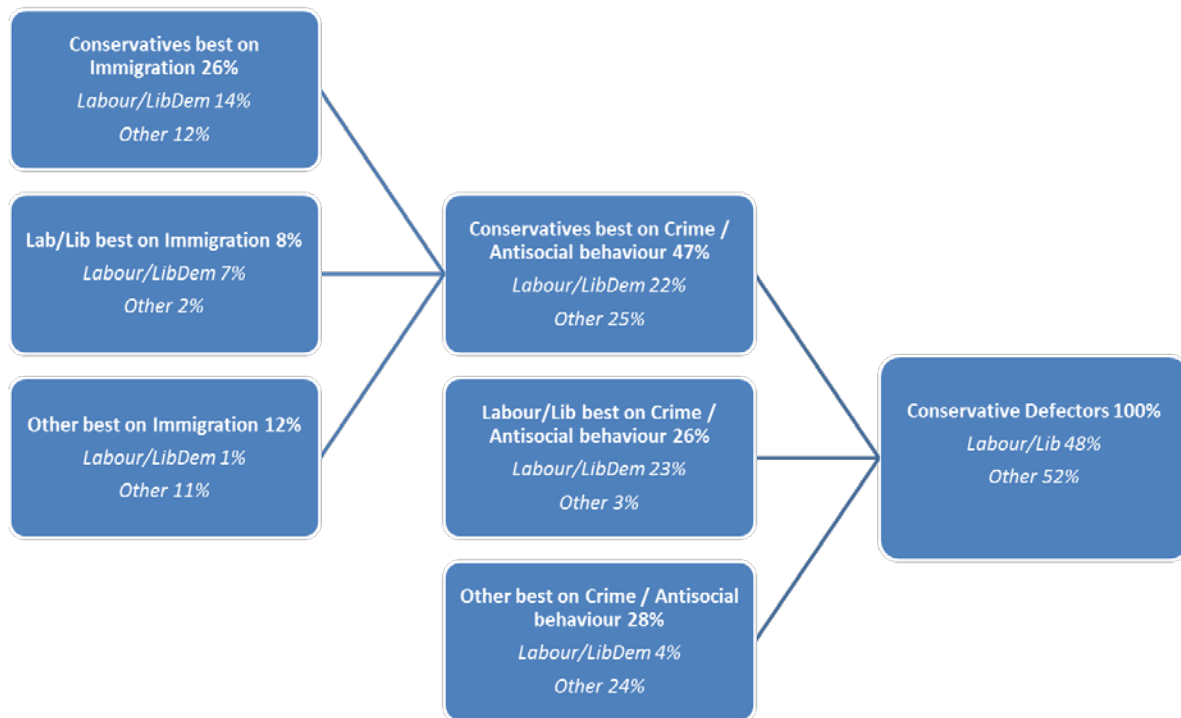 Conservatives best on
Immigration 26%
Labour/LibDem 14%
Other 12%
Lab/Lib best on Immigration 8%
Labour/LibDem 7%
Other 2%
Other best on Immigration 12%
Labour/LibDem 1%
Other 11%
Conservatives best on Crime /
Antisocial behaviour 47%
Labour/LibDem 22%
Other 25%
Labour/Lib best on Crime /
Antisocial behaviour 26%
Labour/LibDem 23%
Other 3%
Other best on Crime / Antisocial
behaviour 28%
Labour/LibDem 4%
Other 24%
Conservative Defectors 100%
Labour/Lib 48%
Other 52%